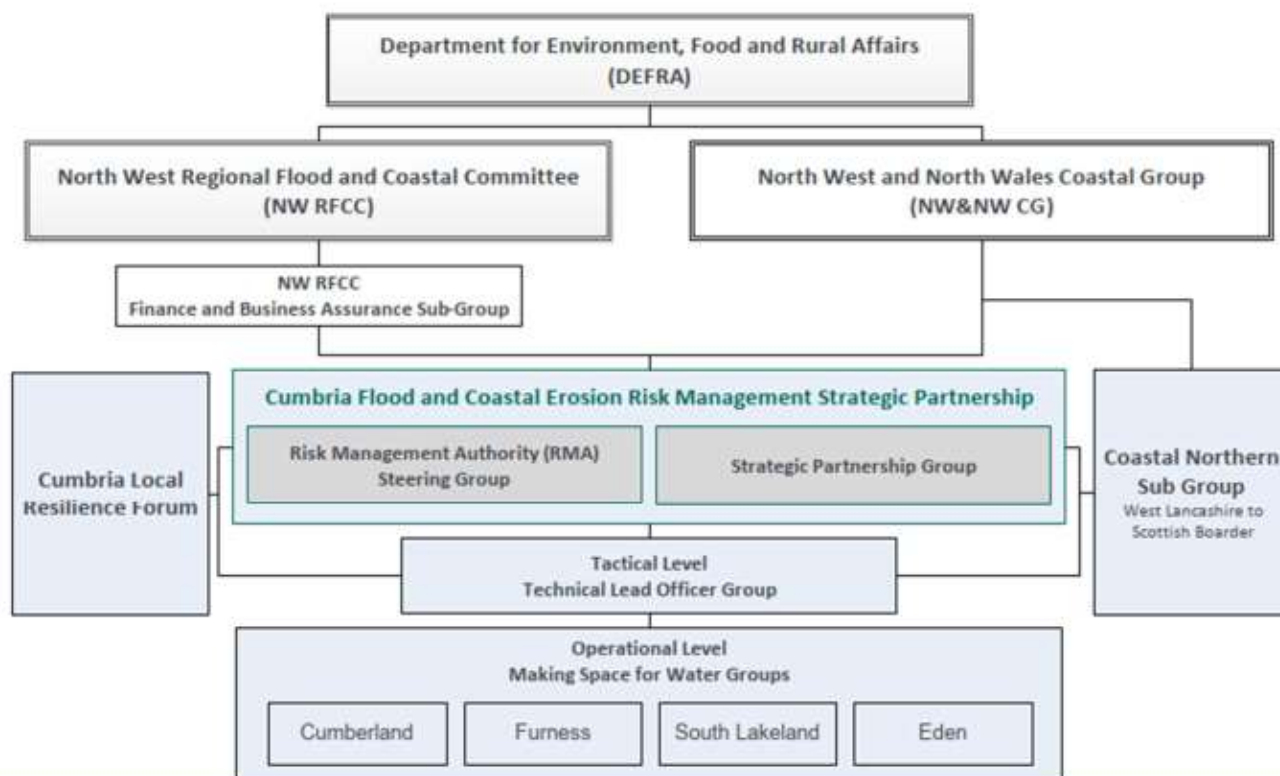 Department for Environment, Food and Rural Affairs
(DEFRA)
North West Regional Flood and Coastal Committee
(NW RFCC)
North West and North Wales Coastal Group
(NW&NW CG)
NW RFCC
Finance and Business Assurance Sub-Group
Cumbria Local
Resilience Forum
Cumbria Flood and Coastal Erosion Risk Management Strategic Partnership
Risk Management Authority (RMA)
Steering Group
Strategic Partnership Group
Coastal Northern
Sub Group
West Lancashire to
Scottish Boarder
Tactical Level
Technical Lead Officer Group
Operational Level
Making Space for Water Groups
Cumberland
Furness
South Lakeland
Eden